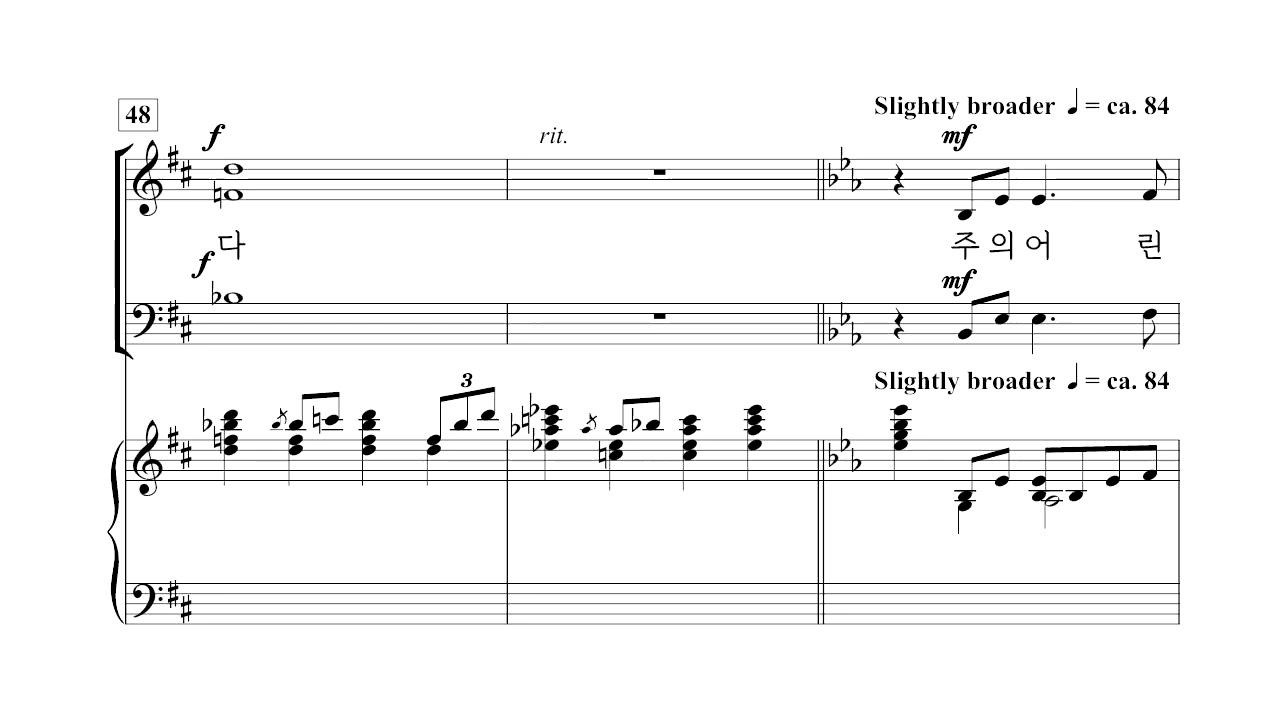 48
Slightly broader ♩ = ca. 84
f
rit.
mf
다 주 의 어 린
f
mf
Slightly broader ♩ = ca. 84
3